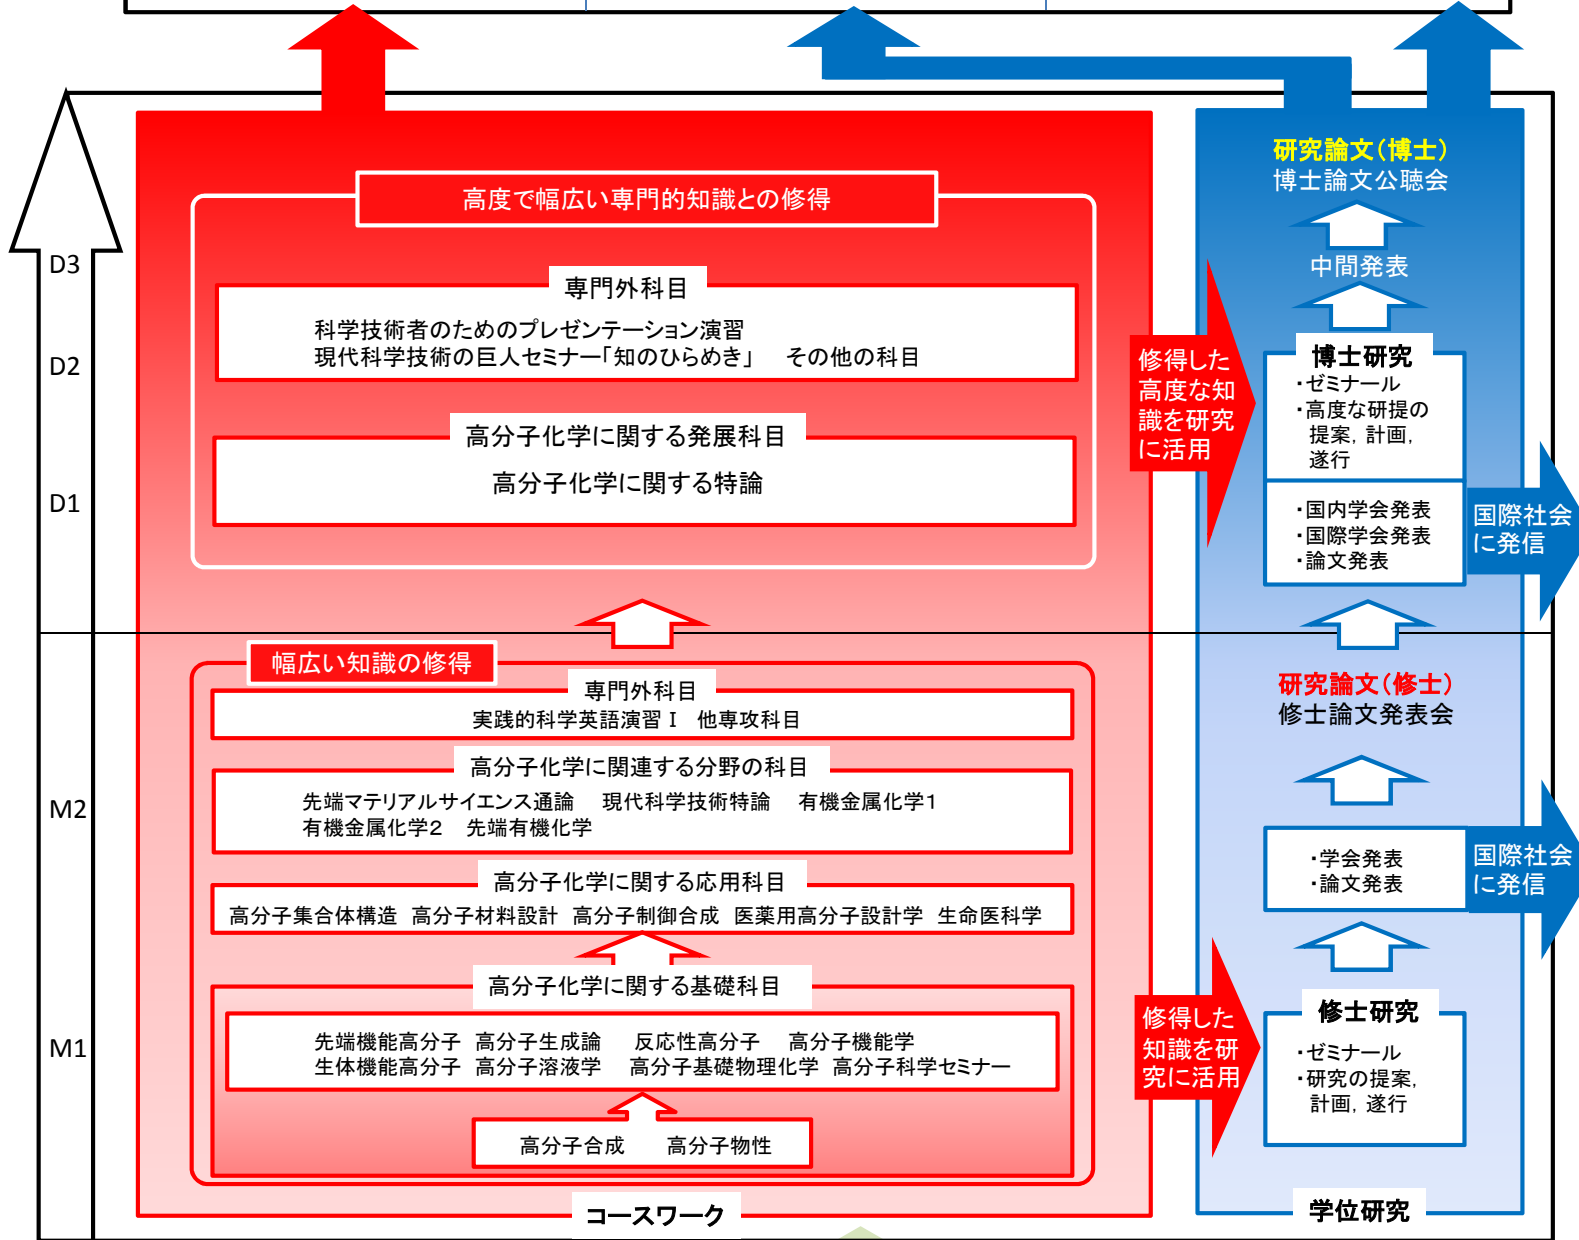 研究論文(博士)
博士論文公聴会
高度で幅広い専門的知識との修得
D3
中間発表
専門外科目
科学技術者のためのプレゼンテーション演習
現代科学技術の巨人セミナー「知のひらめき」　その他の科目
D2
修得した
高度な知
識を研究
に活用
博士研究
・ゼミナール
・高度な研提の
提案，計画，
遂行
高分子化学に関する発展科目
高分子化学に関する特論
D1
・国内学会発表
・国際学会発表
・論文発表
国際社会
に発信
幅広い知識の修得
専門外科目
実践的科学英語演習Ⅰ　他専攻科目
研究論文(修士)
修士論文発表会
高分子化学に関連する分野の科目
先端マテリアルサイエンス通論　現代科学技術特論　有機金属化学1
有機金属化学2　先端有機化学
M2
・学会発表
・論文発表
国際社会
に発信
高分子化学に関する応用科目
高分子集合体構造 高分子材料設計 高分子制御合成 医薬用高分子設計学 生命医科学
高分子化学に関する基礎科目
先端機能高分子 高分子生成論　反応性高分子　高分子機能学
生体機能高分子 高分子溶液学　高分子基礎物理化学 高分子科学セミナー
高分子合成　高分子物性
M1
修得した
知識を研
究に活用
修士研究
・ゼミナール
・研究の提案，
計画，遂行
コースワーク
学位研究